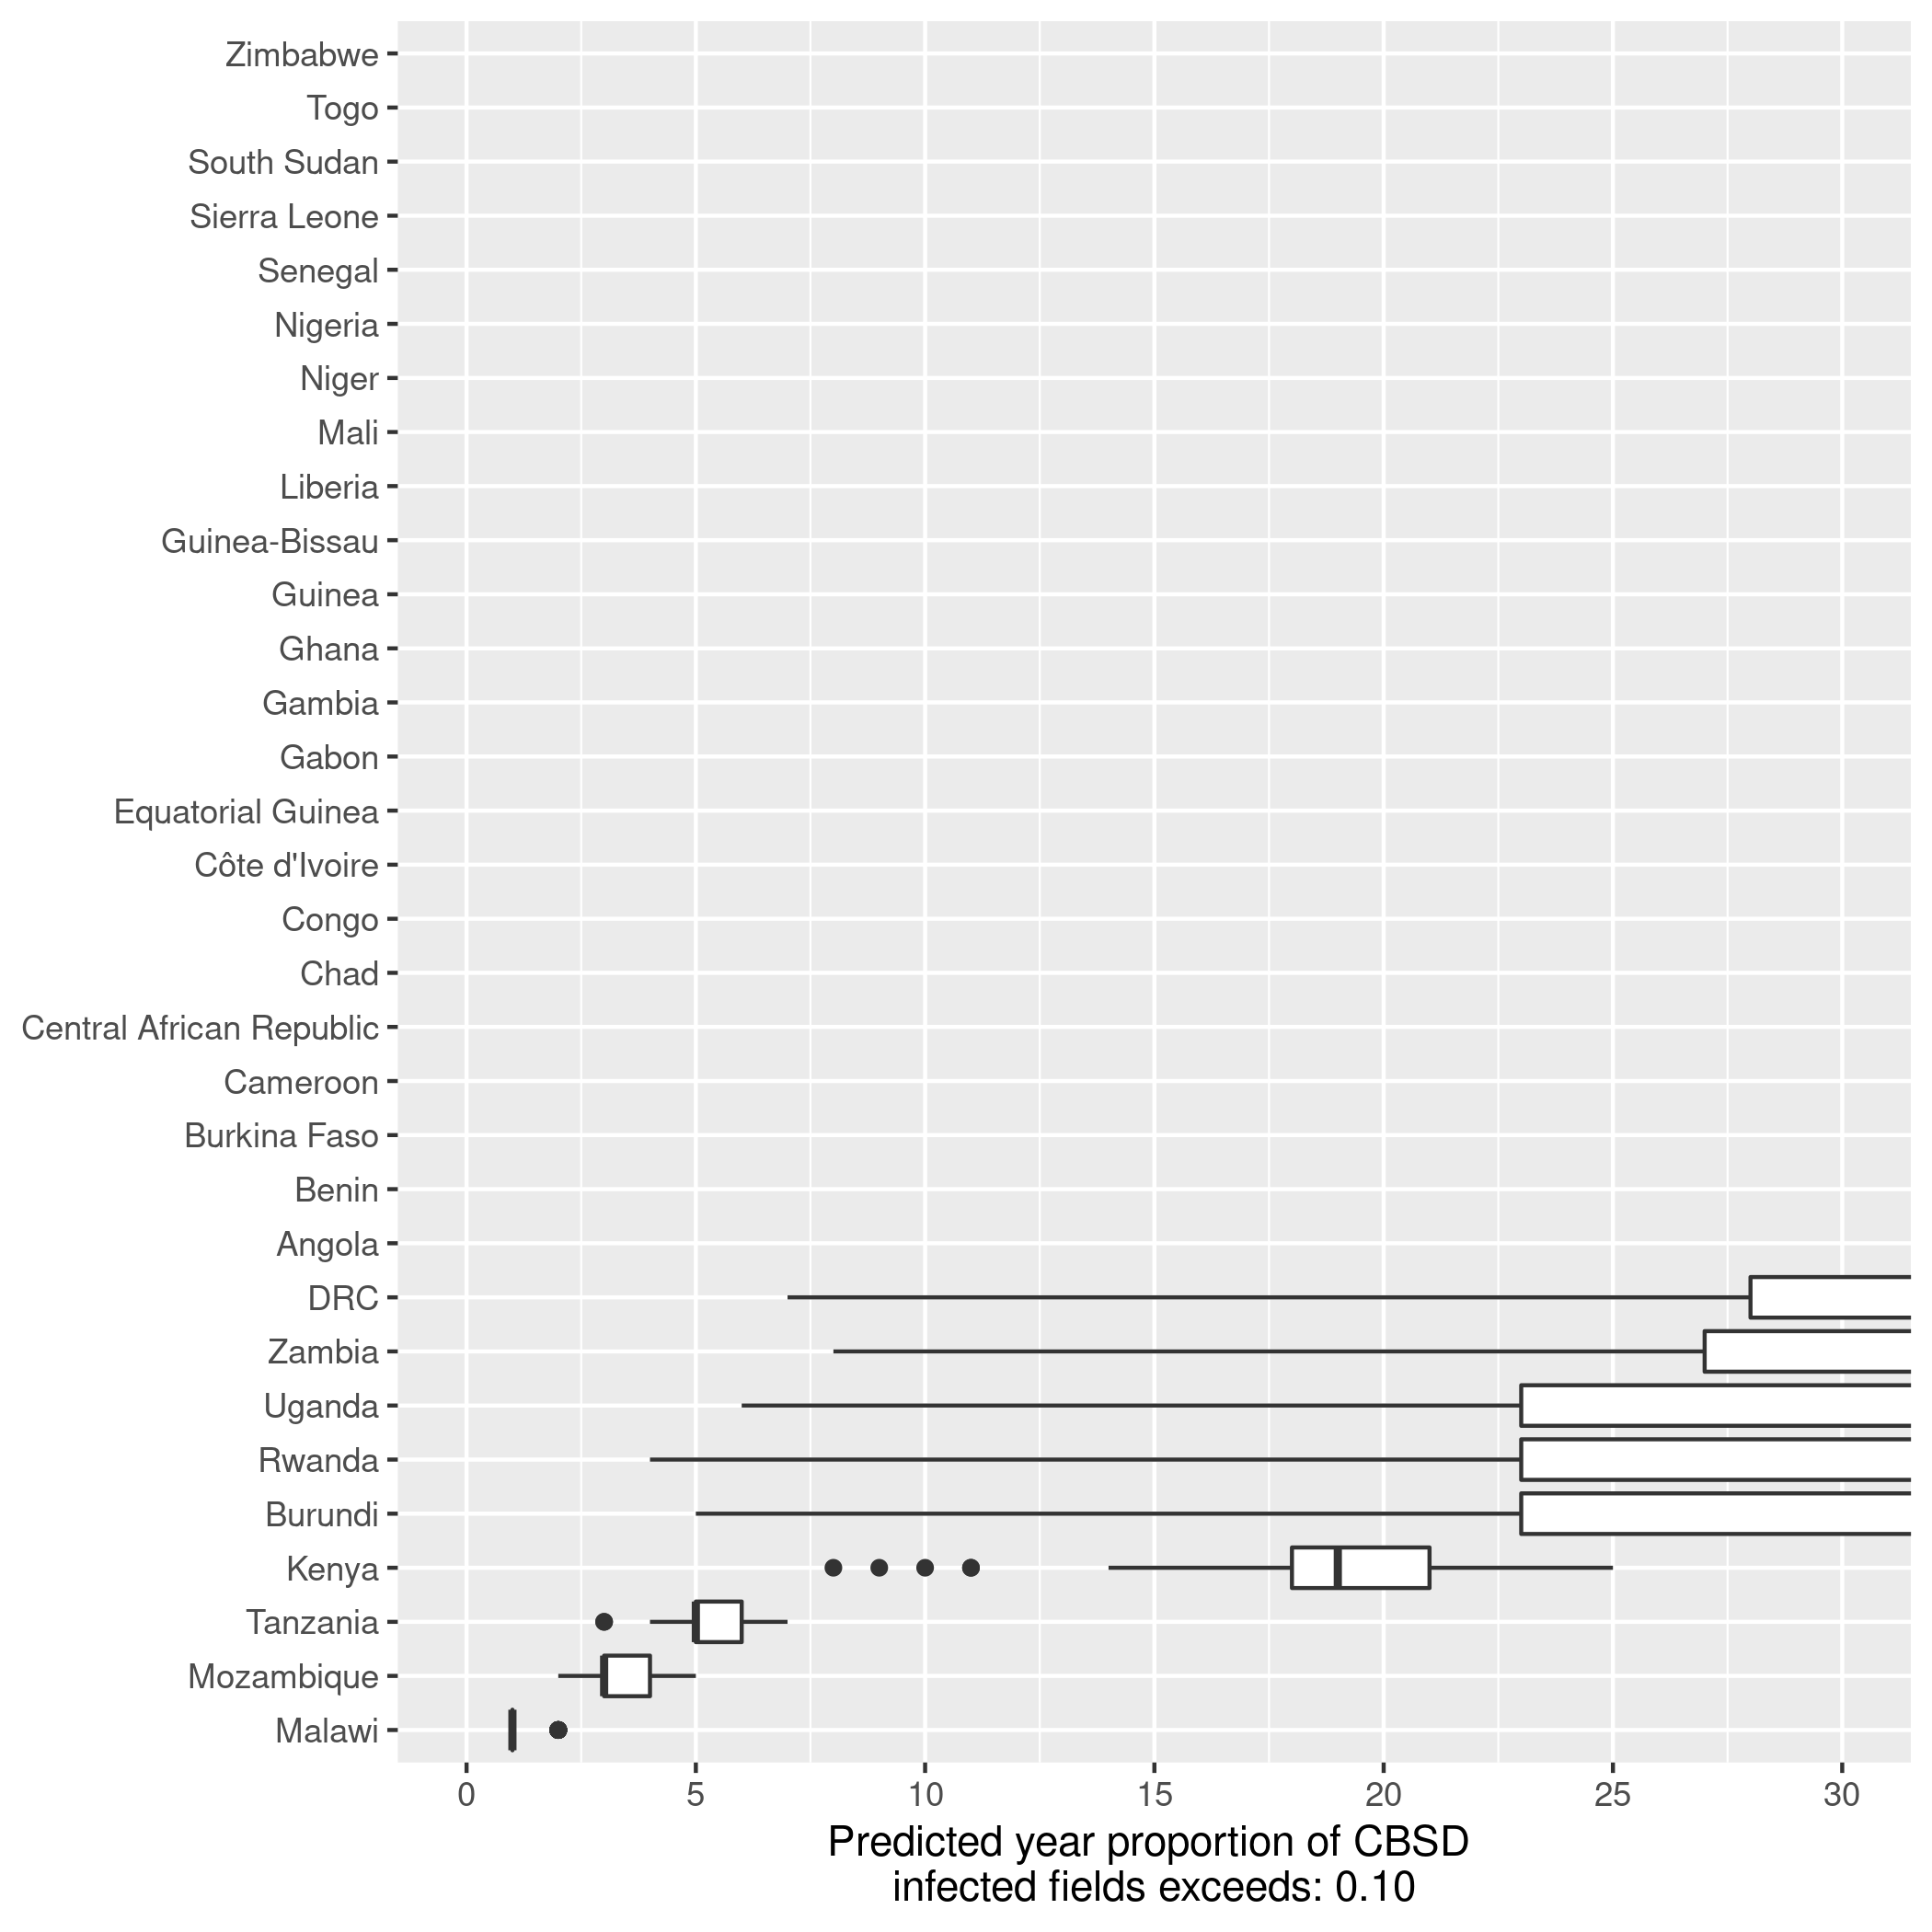 Zimbabwe
Togo
South Sudan
Sierra Leone
Senegal
Nigeria
Niger
Mali
Liberia
Guinea-Bissau
Guinea
Ghana
Gambia
Gabon
Equatorial Guinea
Côte d'Ivoire
Congo
Chad
Central African Republic
Cameroon
Burkina Faso
Benin
Angola
DRC
Zambia
Uganda
Rwanda
Burundi
Kenya
Tanzania
Mozambique
Malawi
0 5 10 15 20 25 30
Predicted year proportion of CBSD
infected fields exceeds: 0.10